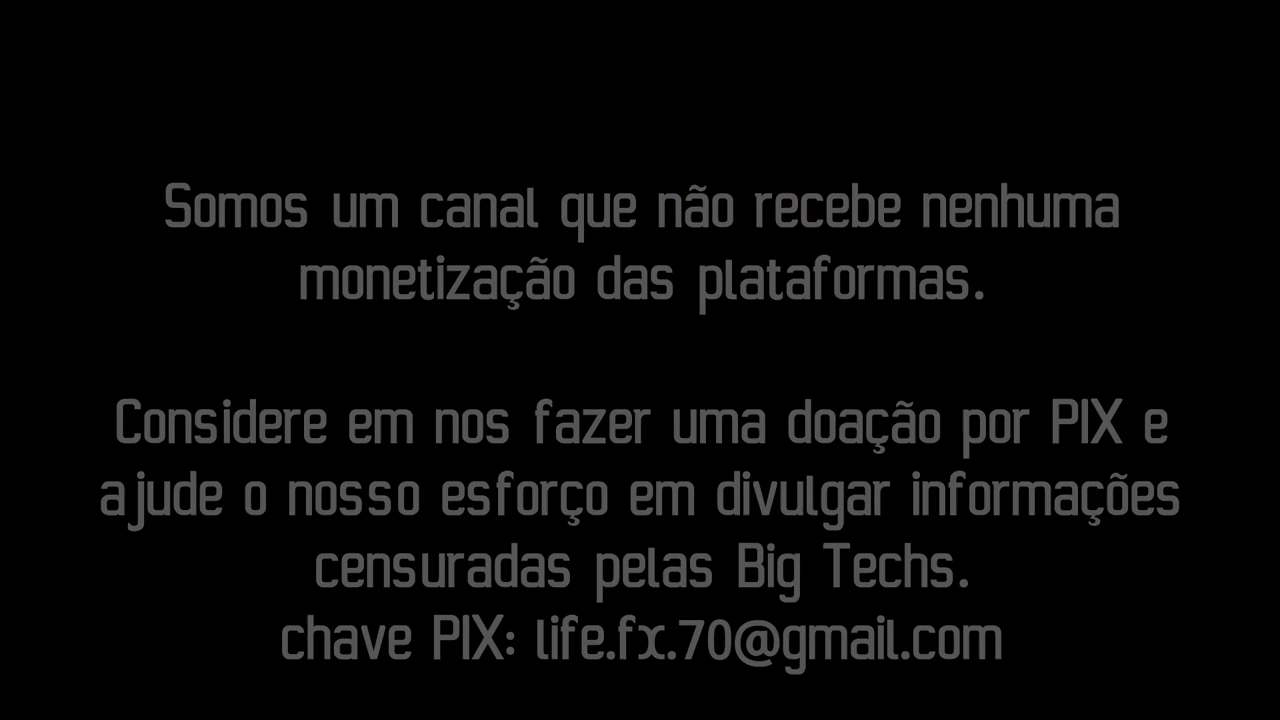 Somos um canal que não recebe nenhuma
monetização das plataformas.
Considere em nos fazer uma doação por PIX e
ajude o nosso esforço em divulgar informações
censuradas pelas Big Techs.
chave PIX: life.fx.70@gmail.com